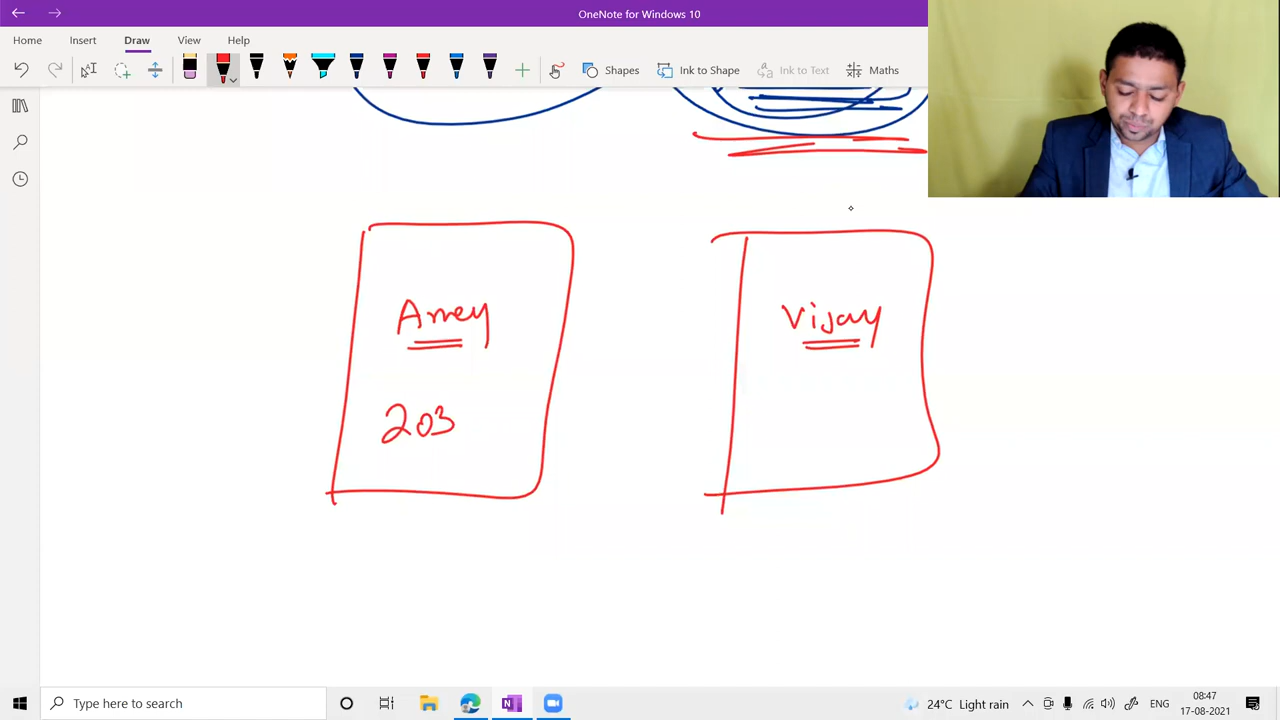 OneNote for Windows 10
Home Insert Draw View Help
Shapes Ink to Shape Ink to Text Maths
Amey Vijay
203
Type here to search
24°C Light rain ENG 08:47
17-08-2021